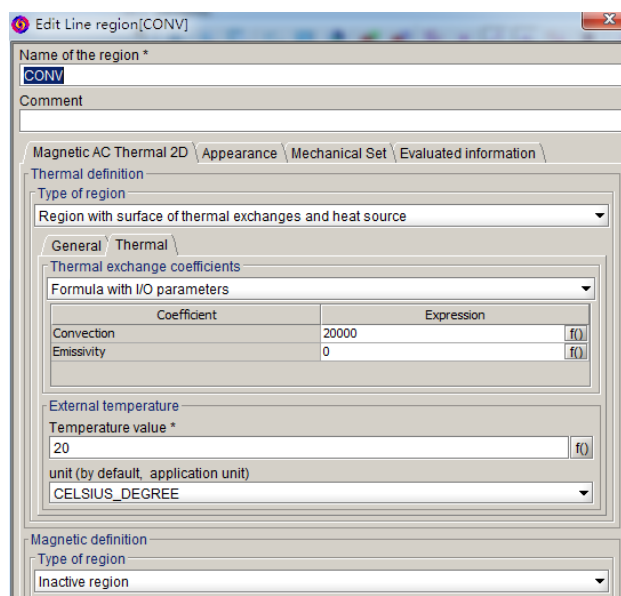 Edit Line region[CONV]
Name of the region *
CONV
Comment
Magnetic AC Thermal 2D Appearance Mechanical Set Evaluated information
Thermal definition
Type of region
Region with surface of thermal exchanges and heat source
General Thermal
Thermal exchange coefficients
Formula with I/O parameters
Coefficient Expression
Convection 20000 f()
Emissivity 0 f()
External temperature
Temperature value *
20 f()
unit (by default, application unit)
CELSIUS_DEGREE
Magnetic definition
Type of region
Inactive region